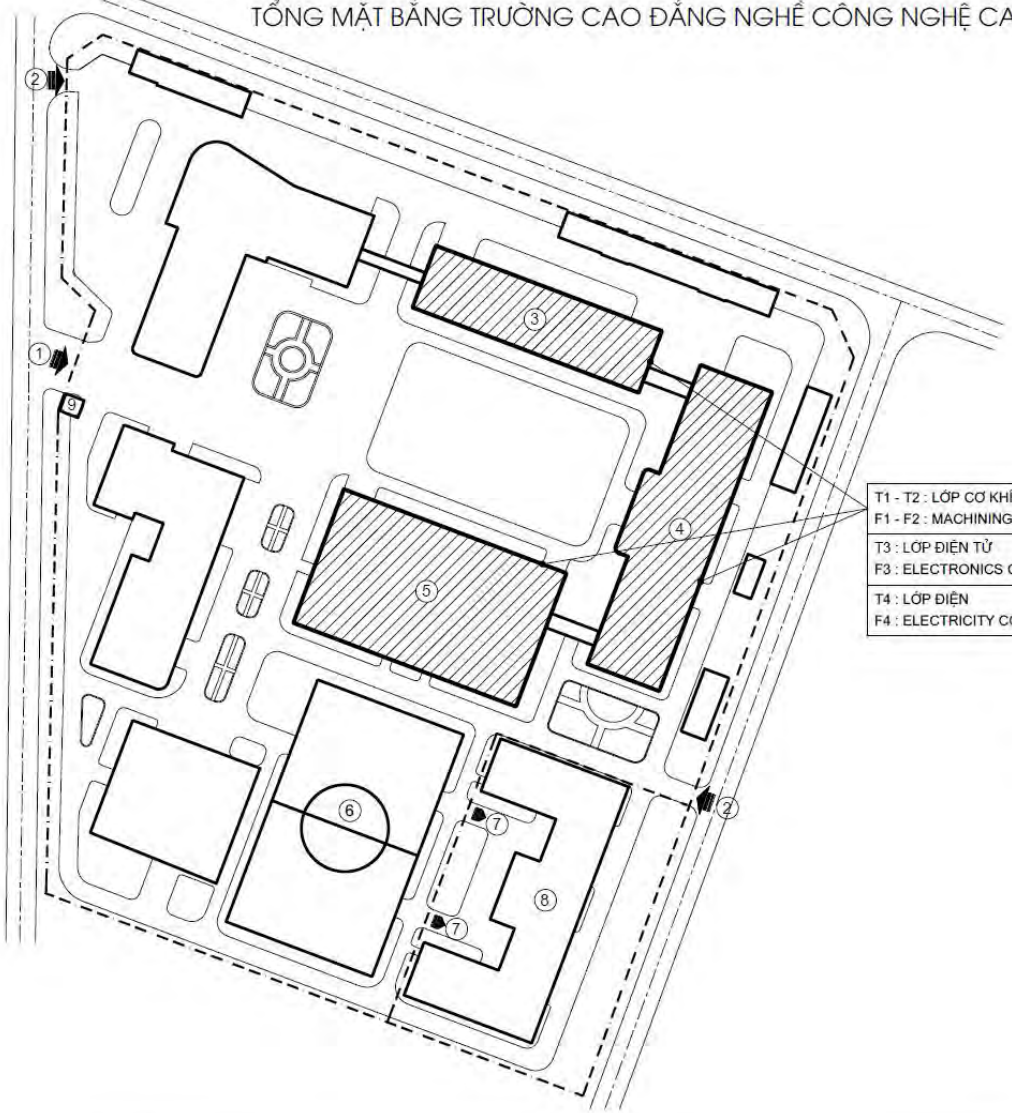 TỔNG MẶT BẰNG TRƯỜNG CAO ĐẲNG NGHỀ CÔNG NGHỆ CA
2
3
1
9
T1 - T2 : LỚP CƠ KHÍ
F1 - F2 : MACHINING
4
T3 : LỚP ĐIỆN TỬ
F3 : ELECTRONICS
5
T4 : LỚP ĐIỆN
F4 : ELECTRICITY
6
2
7
8
7